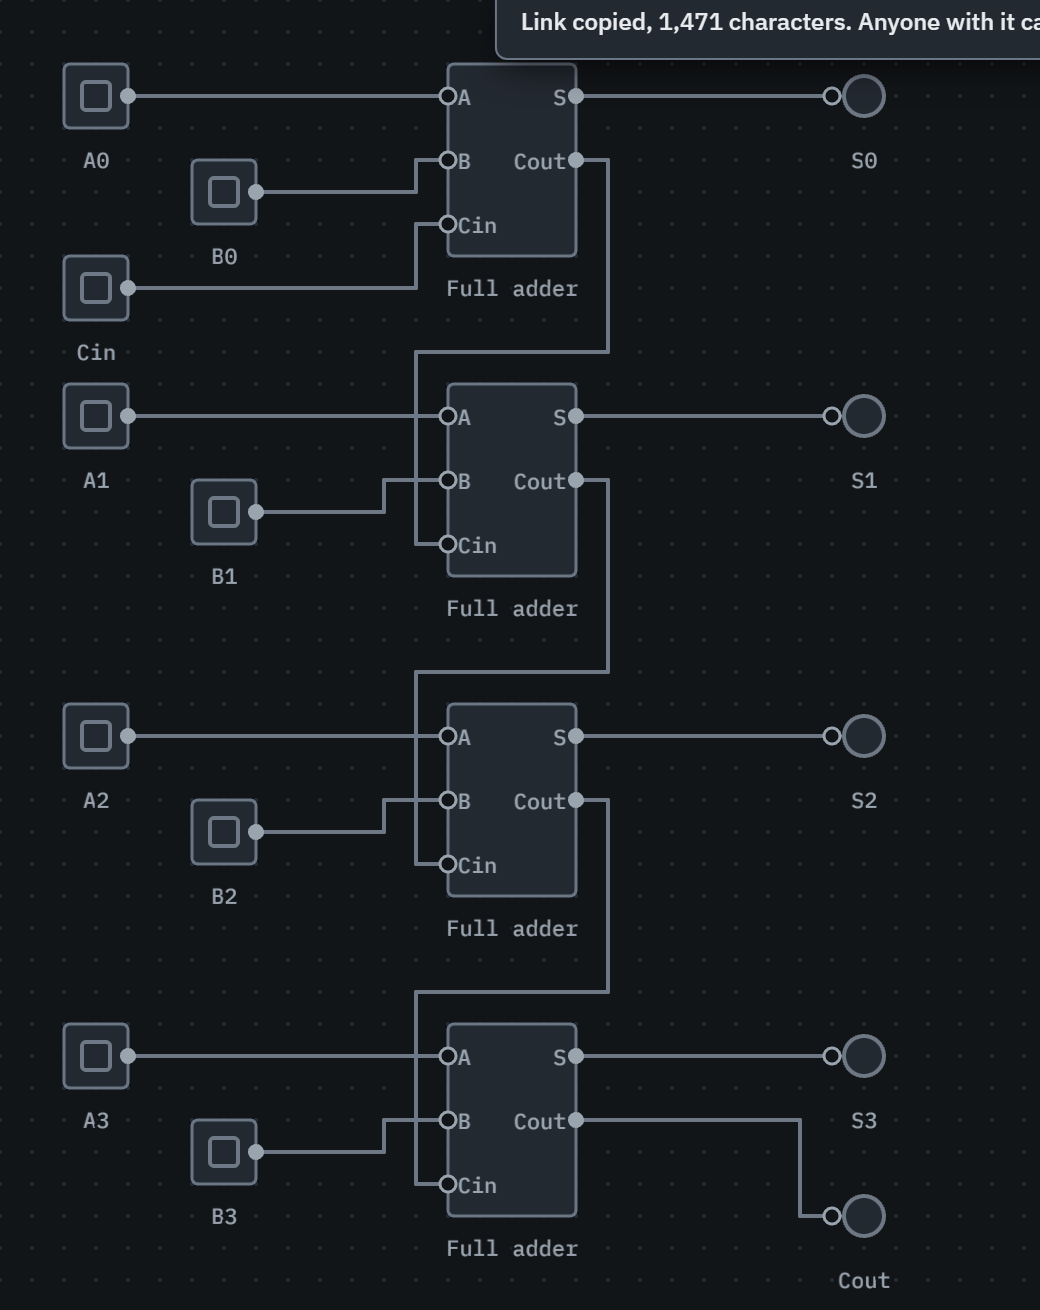 Link copied, 1,471 characters. Anyone with it
A S
A0 S0
B Cout
Cin
B0
Full adder
Cin
A S
A1 S1
B Cout
Cin
B1
Full adder
A S
A2 S2
B Cout
Cin
B2
Full adder
A S
A3 S3
B Cout
Cin
B3
Full adder
Cout